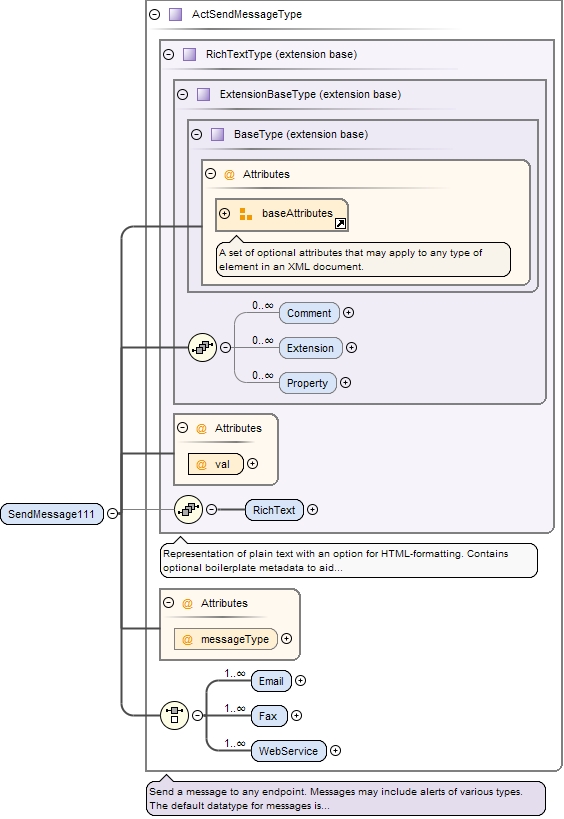 ActSendMessageType
RichTextType (extension base)
ExtensionBaseType (extension base)
BaseType (extension base)
@ Attributes
baseAttributes
A set of optional attributes that may apply to any type of
element in an XML document.
0..∞
Comment
0..∞
Extension
0..∞
Property
@ Attributes
@ val
SendMessage111
RichText
Representation of plain text with an option for HTML-formatting. Contains
optional boilerplate metadata to aid...
@ Attributes
@ messageType
1..∞
Email
1..∞
Fax
1..∞
WebService
Send a message to any endpoint. Messages may include alerts of various types.
The default datatype for messages is...